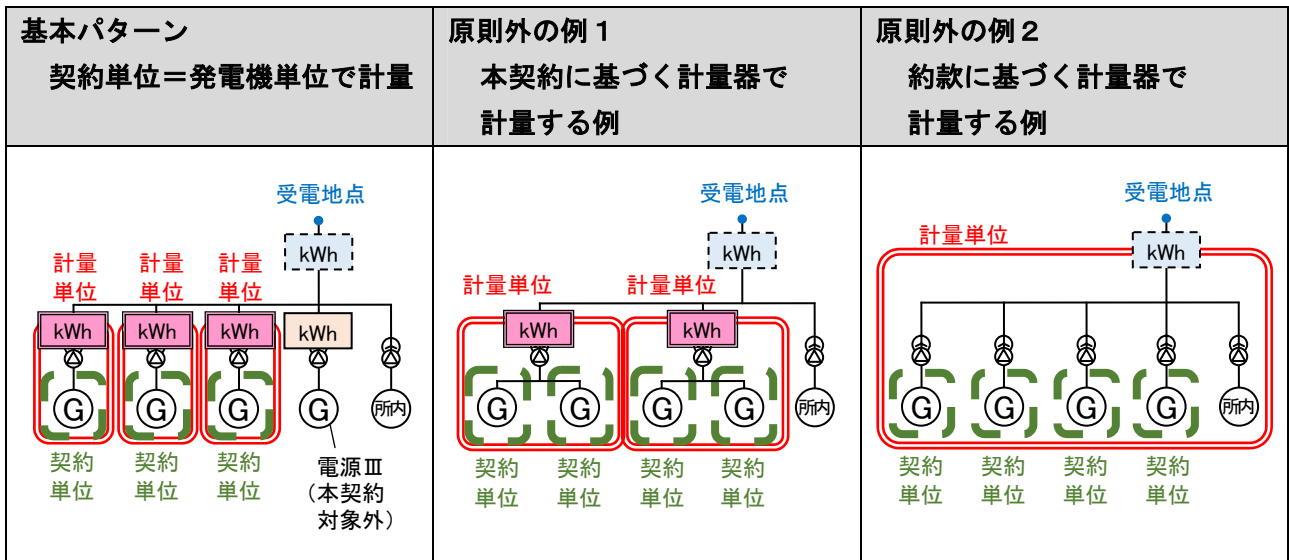 基本パターン
契約単位＝発電機単位で計量
原則外の例１
本契約に基づく計量器で
計量する例
原則外の例２
約款に基づく計量器で
計量する例
受電地点
kWh
計量
単位
計量
単位
計量
単位
kWh
kWh
kWh
kWh
G
G
G
G
所内
契約
単位
契約
単位
契約
単位
電源Ⅲ
（本契約
対象外）
受電地点
kWh
計量単位
計量単位
kWh
kWh
G
G
G
G
所内
契約
単位
契約
単位
契約
単位
契約
単位
受電地点
計量単位
kWh
G
G
G
G
所内
契約
単位
契約
単位
契約
単位
契約
単位